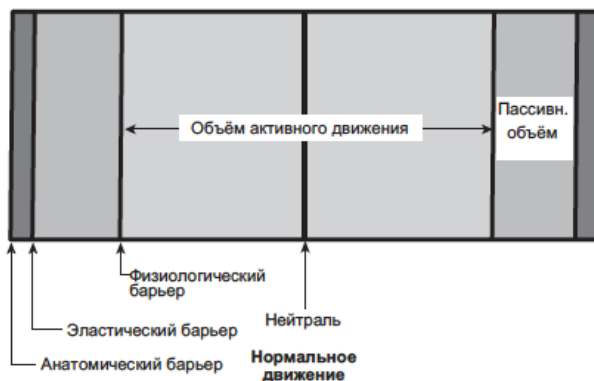 Объём активного движения
Пассивн.
объём
Физиологический
барьер
Эластический барьер
Нейтраль
Анатомический барьер
Нормальное
движение